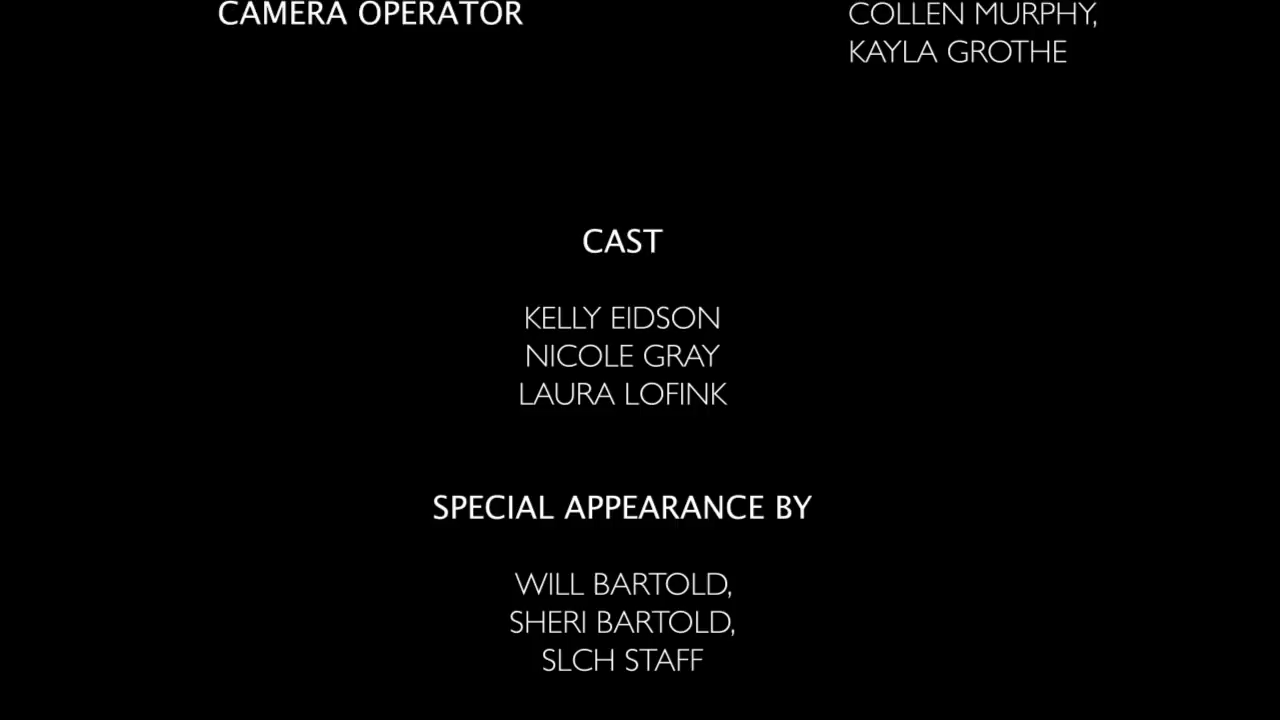 CAMERA OPERATOR COLLEN MURPHY,
KAYLA GROTHE
CAST
KELLY EIDSON
NICOLE GRAY
LAURA LOFINK
SPECIAL APPEARANCE BY
WILL BARTOLD,
SHERI BARTOLD,
SLCH STAFF